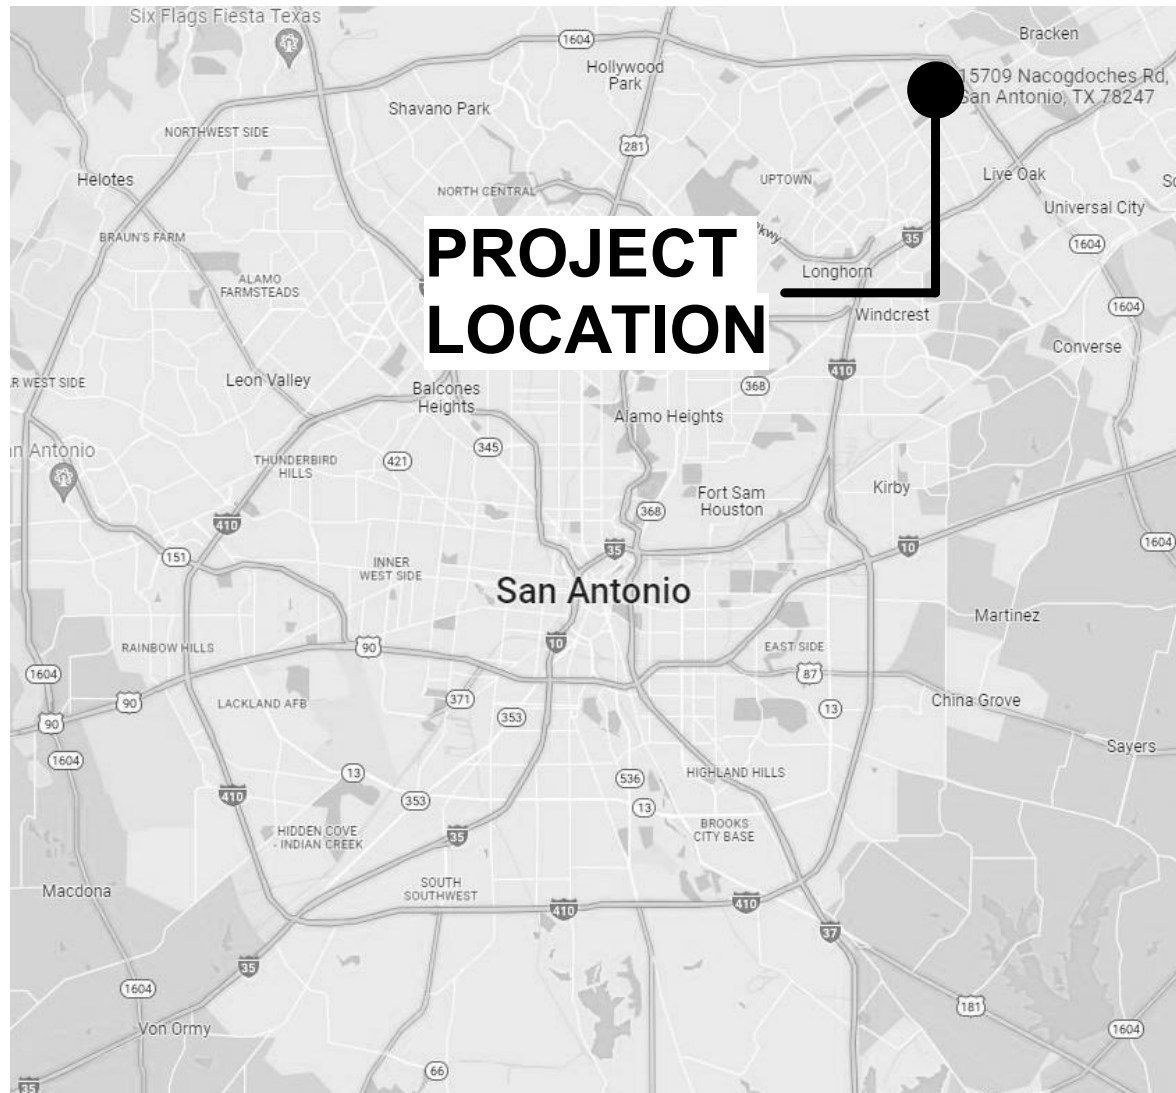 Six Flags Fiesta Texas
1604
Bracken
Hollywood
Park
15709 Nacogdoches Rd,
San Antonio, TX 78247
Shavano Park
NORTHWEST SIDE
281
Helotes
NORTH CENTRAL
UPTOWN
Live Oak
Universal City
BRAUN'S FARM
PROJECT
LOCATION
Pkwy
35
1604
Longhorn
ALAMO
FARMSTEADS
1604
Windcrest
Converse
R WEST SIDE
Leon Valley
Balcones
Heights
368
410
Alamo Heights
n Antonio
345
421
THUNDERBIRD
HILLS
Kirby
Fort Sam
Houston
368
410
35
10
1604
151
INNER
WEST SIDE
San Antonio
Martinez
10
RAINBOW HILLS
90
EAST SIDE
1604
87
90
LACKLAND AFB
371
353
13
China Grove
90
1604
Sayers
13
536
HIGHLAND HILLS
410
353
13
HIDDEN COVE
- INDIAN CREEK
35
BROOKS
CITY BASE
Macdona
SOUTH
SOUTHWEST
410
410
37
35
1604
181
Von Ormy
1604
66
35